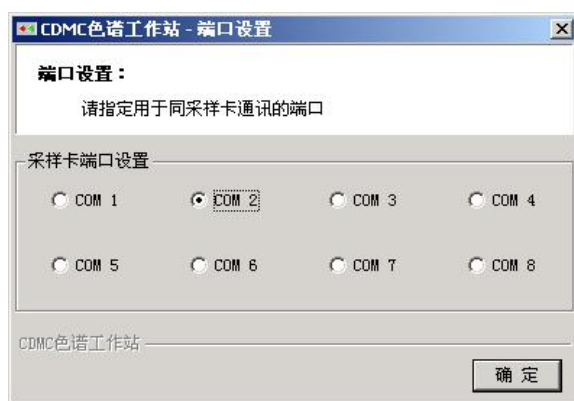 CDMC色谱工作站 - 端口设置
端口设置：
请指定用于同采样卡通讯的端口
采样卡端口设置
COM 1 COM 2 COM 3 COM 4
COM 5 COM 6 COM 7 COM 8
CDMC色谱工作站
确 定